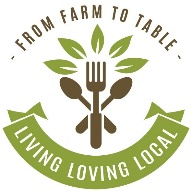 - FROM FARM TO TABLE -
LIVING LOVING LOCAL